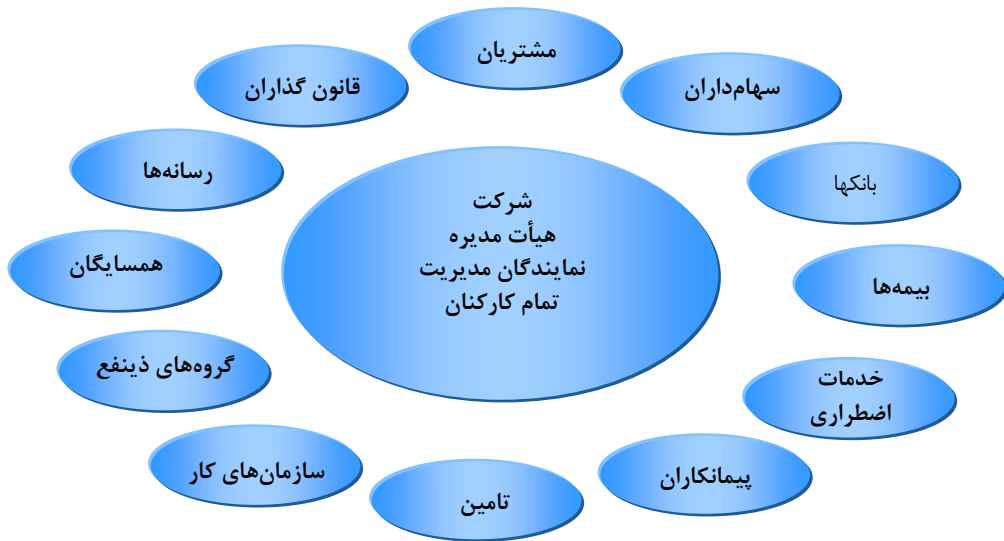 مشتریان
سهام‌داران
قانون گذاران
بانکها
رسانه‌ها
شرکت
هیأت مدیره
نمایندگان مدیریت
تمام کارکنان
همسایگان
بیمه‌ها
گروه‌های ذینفع
خدمات
اضطراری
سازمان‌های کار
پیمانکاران
تامین